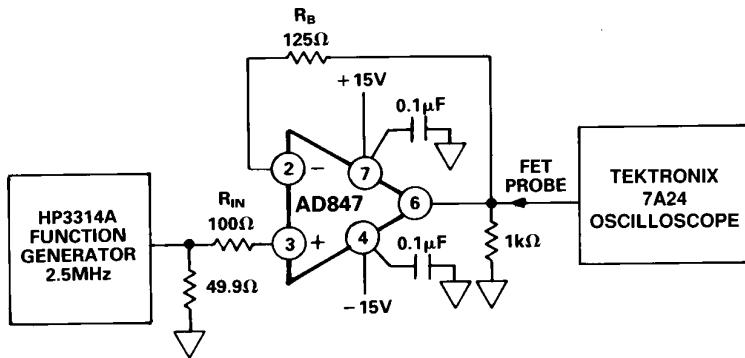 R_B
125Ω
+15V
0.1μF
2
−
7
FET
PROBE
TEKTRONIX
7A24
OSCILLOSCOPE
HP3314A
FUNCTION
GENERATOR
2.5MHz
R_IN
100Ω
AD847
6
3
+
4
0.1μF
1kΩ
49.9Ω
−15V